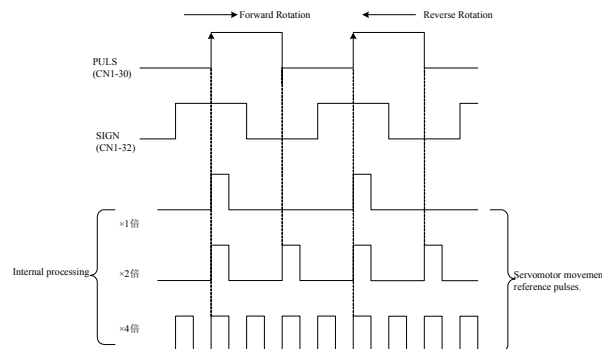 Forward Rotation
Reverse Rotation
PULS
(CN1-30)
SIGN
(CN1-32)
×1倍
Internal processing
×2倍
Servomotor movement
reference pulses.
×4倍